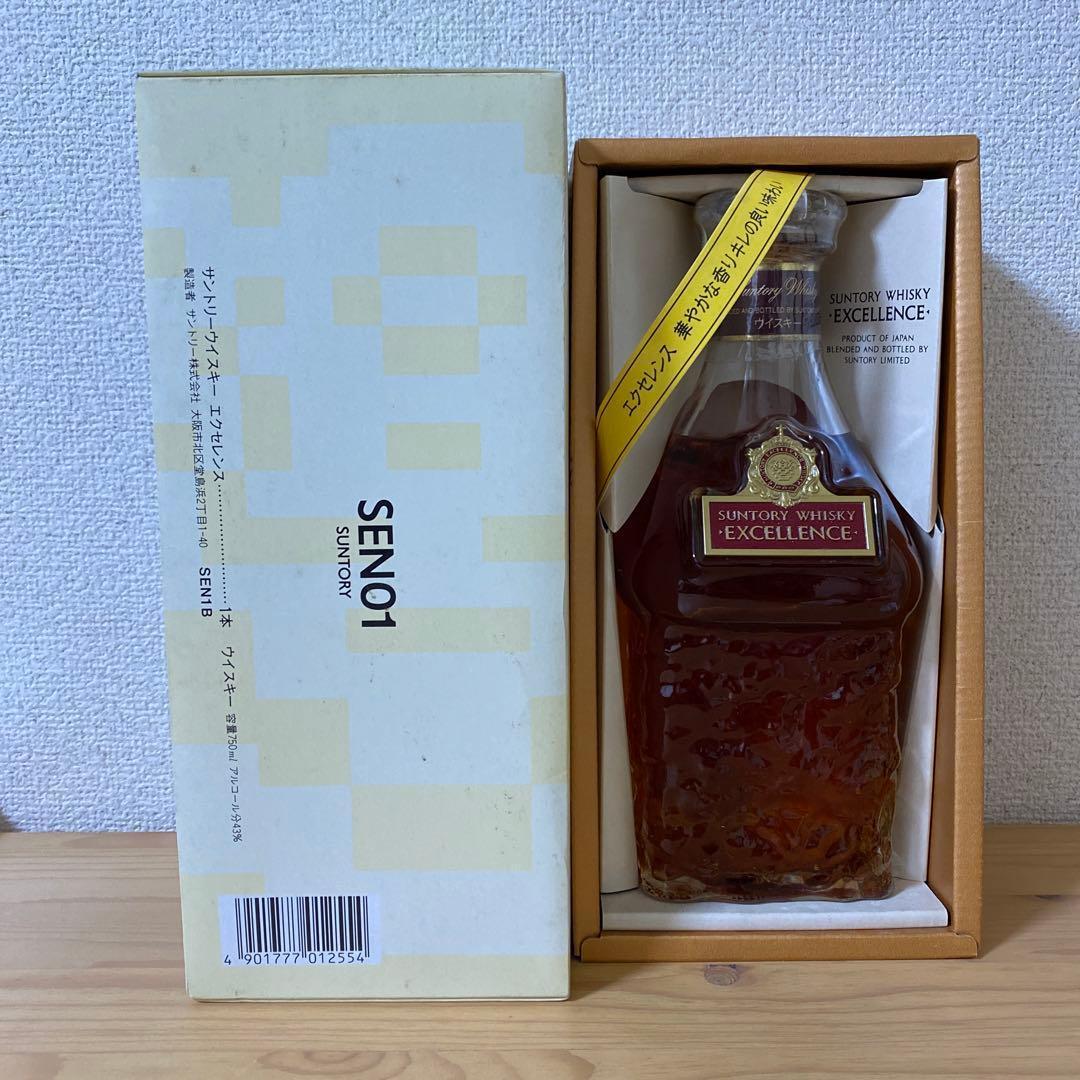 サントリーウイスキー エクセレンス……………………1本 ウイスキー 容量750ml アルコール分43%
製造者 サントリー株式会社 大阪市北区堂島浜2丁目1-40 SEN1B
SENO1
SUNTORY
4 901777 012554
エクセレンス 華やかな香りキレの良い味わい
Suntory Whisky
AND BOTTLED BY SUNTORY
ウイスキー
SUNTORY WHISKY
·EXCELLENCE·
PRODUCT OF JAPAN
BLENDED AND BOTTLED BY
SUNTORY LIMITED
SUNTORY WHISKY
·EXCELLENCE·